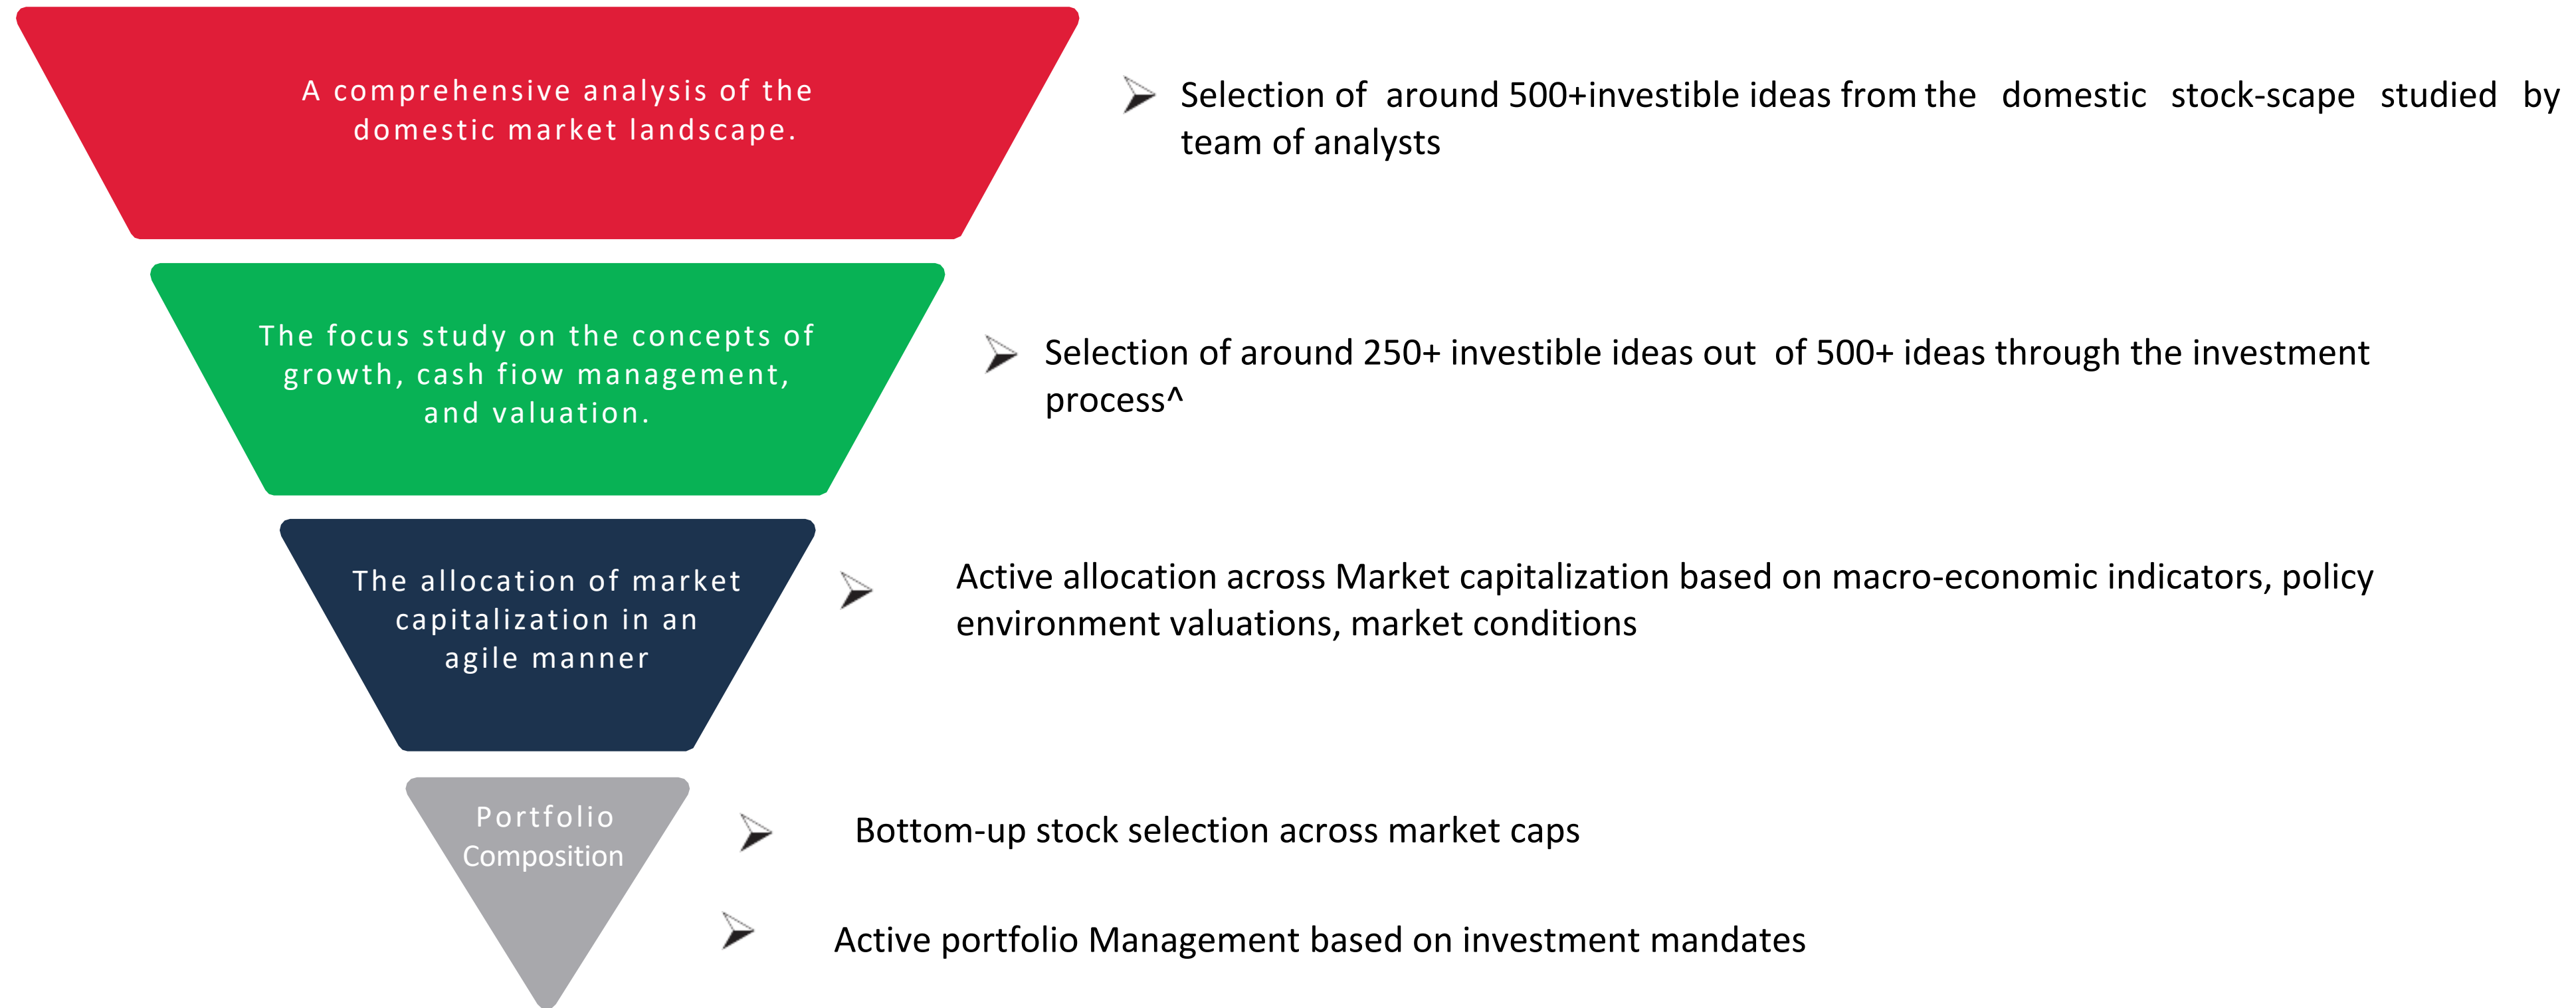 A comprehensive analysis of the
domestic market landscape.
Selection of around 500+investible ideas from the domestic stock-scape studied by
team of analysts
The focus study on the concepts of
growth, cash fiow management,
and valuation.
Selection of around 250+ investible ideas out of 500+ ideas through the investment
process^
The allocation of market
capitalization in an
agile manner
Active allocation across Market capitalization based on macro-economic indicators, policy
environment valuations, market conditions
Portfolio
Composition
Bottom-up stock selection across market caps
Active portfolio Management based on investment mandates